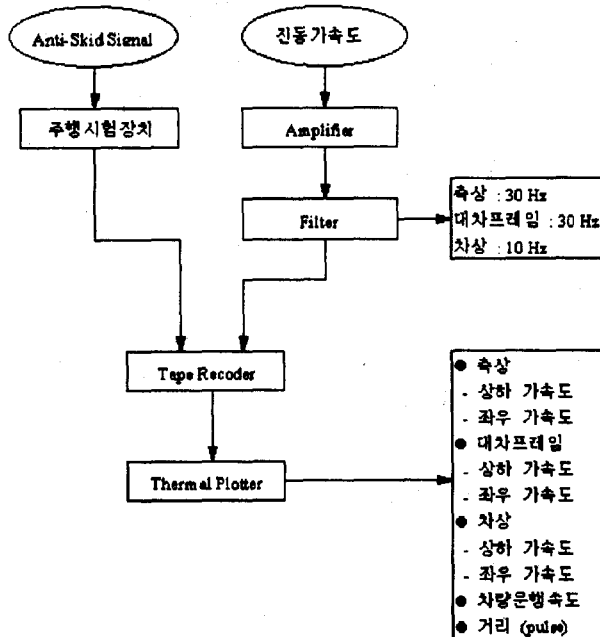 Anti-Skid Signal
진동가속도
주행시험장치
Amplifier
Filter
축상 : 30 Hz
대차프레임 : 30 Hz
차상 : 10 Hz
Tape Recoder
Thermal Plotter
● 축상
- 상하 가속도
- 좌우 가속도
● 대차프레임
- 상하 가속도
- 좌우 가속도
● 차상
- 상하 가속도
- 좌우 가속도
● 차량운행속도
● 거리 (pulse)